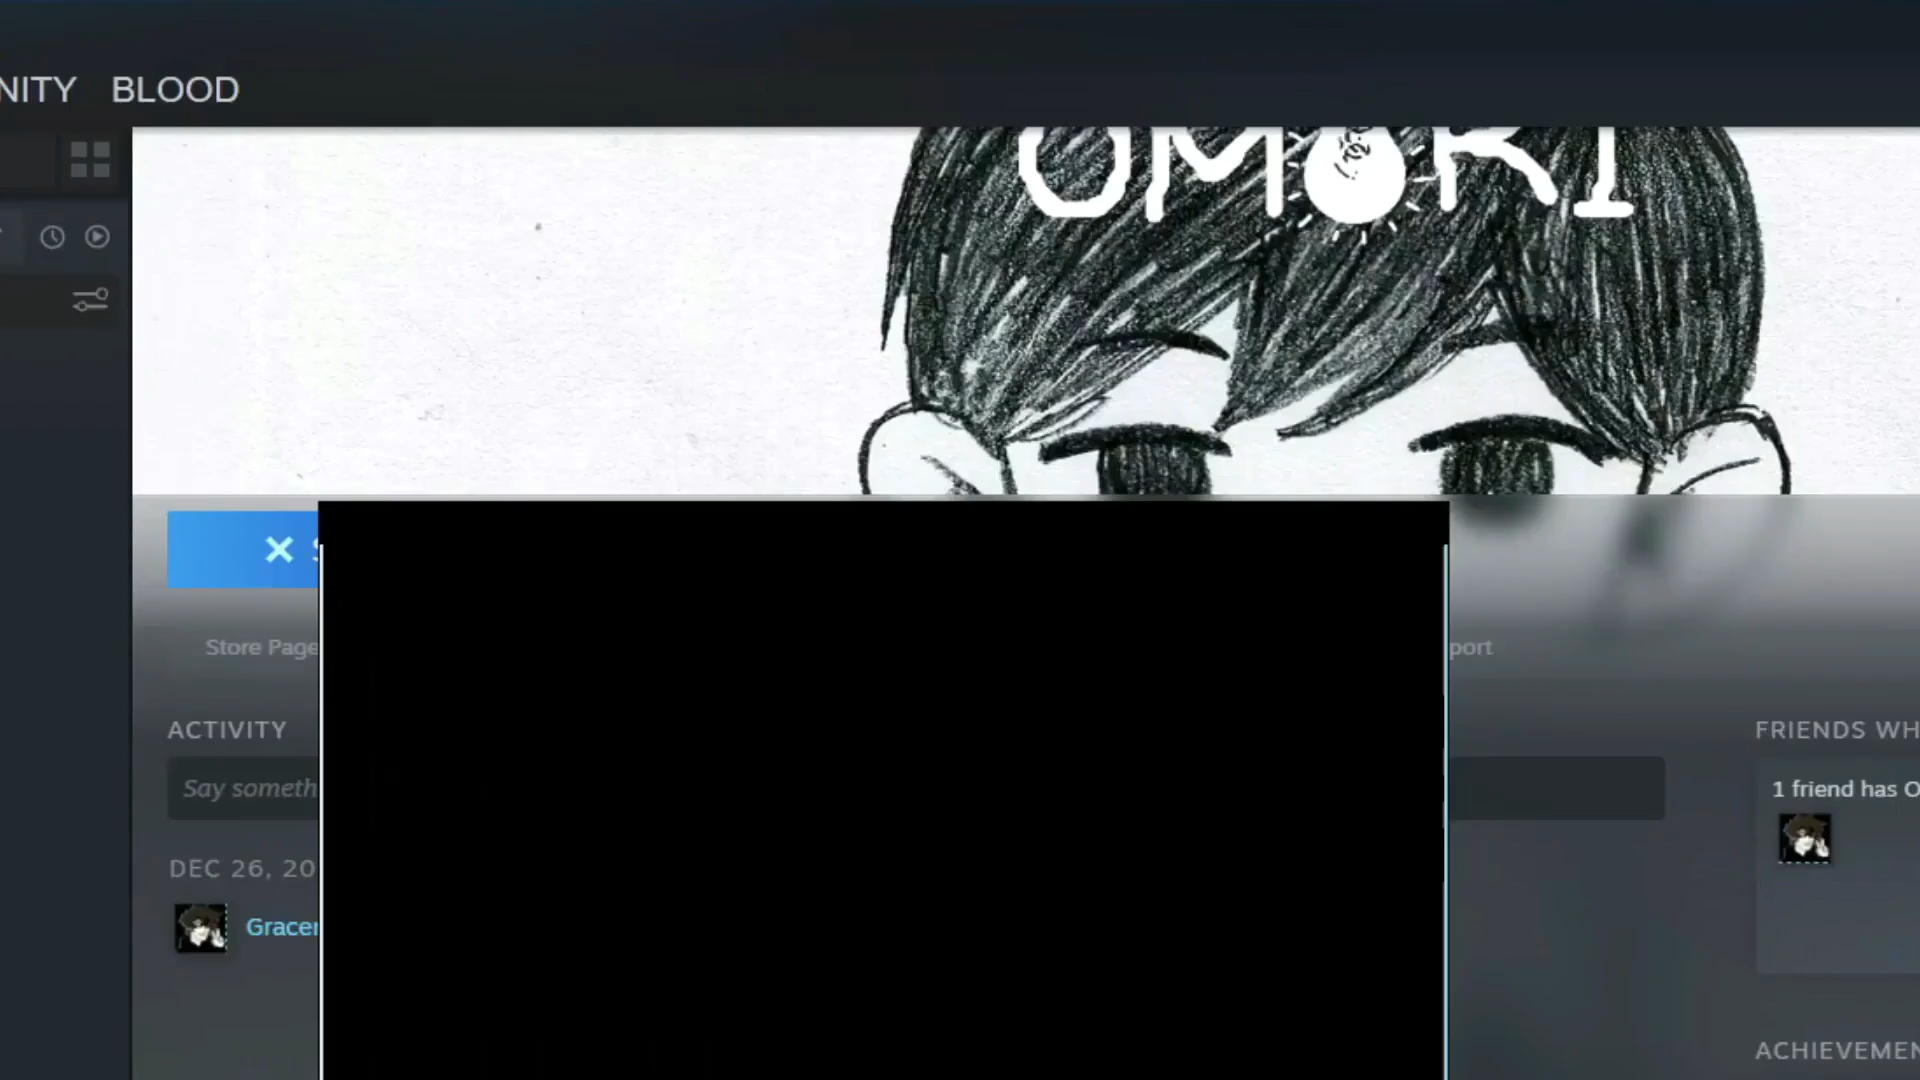 NITY BLOOD
OMORI
Store Page
port
ACTIVITY
FRIENDS WH
Say someth
1 friend has O
DEC 26, 20
Gracer
ACHIEVEMEN